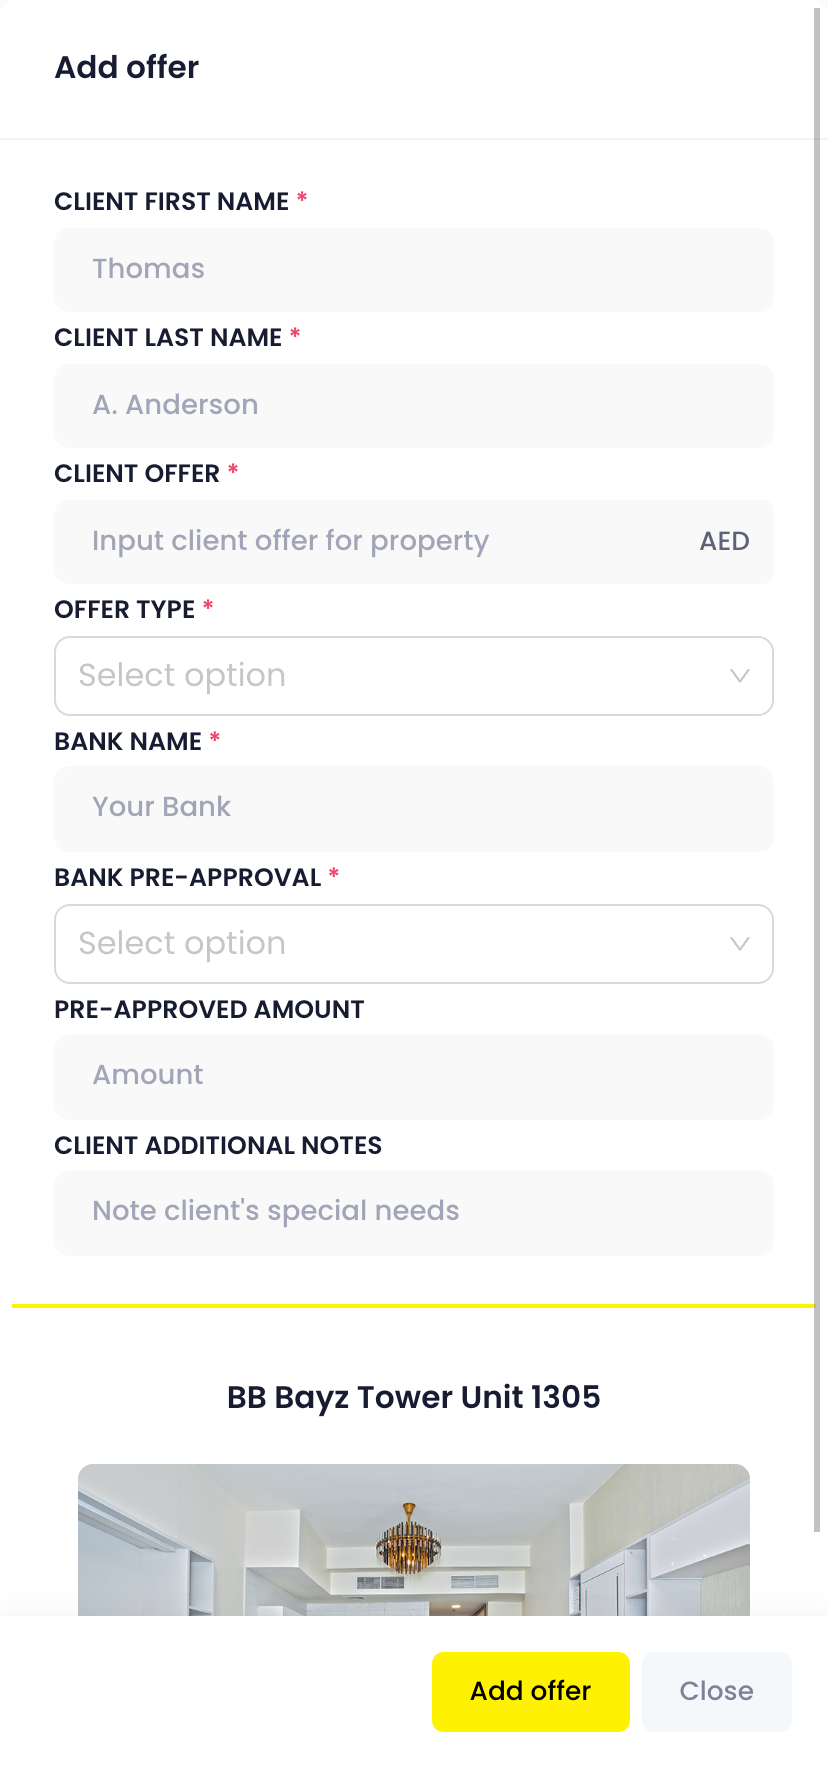 Add offer
CLIENT FIRST NAME *
Thomas
CLIENT LAST NAME *
A. Anderson
CLIENT OFFER *
Input client offer for property AED
OFFER TYPE *
Select option
BANK NAME *
Your Bank
BANK PRE-APPROVAL *
Select option
PRE-APPROVED AMOUNT
Amount
CLIENT ADDITIONAL NOTES
Note client's special needs
BB Bayz Tower Unit 1305
Add offer Close